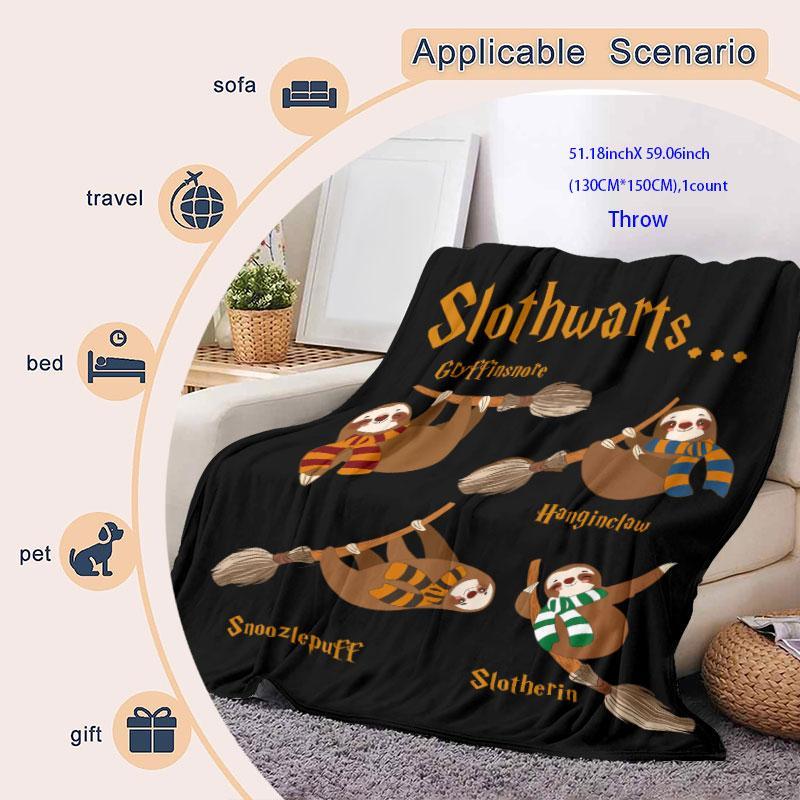 Applicable Scenario
sofa
travel
bed
pet
gift
51.18inchX 59.06inch
(130CM*150CM),1count
Throw
Slothwarts...
Gryffinsnore
Hanginclaw
Snoozlepuff
Slotherin